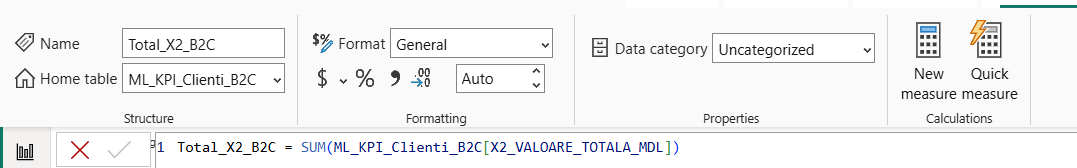 Name Total_X2_B2C
Home table ML_KPI_Clienti_B2C
Structure
$% Format General
$ % , .00 →0 Auto
Formatting
Data category Uncategorized
Properties
New measure
Quick measure
Calculations
1 Total_X2_B2C = SUM(ML_KPI_Clienti_B2C[X2_VALOARE_TOTALA_MDL])